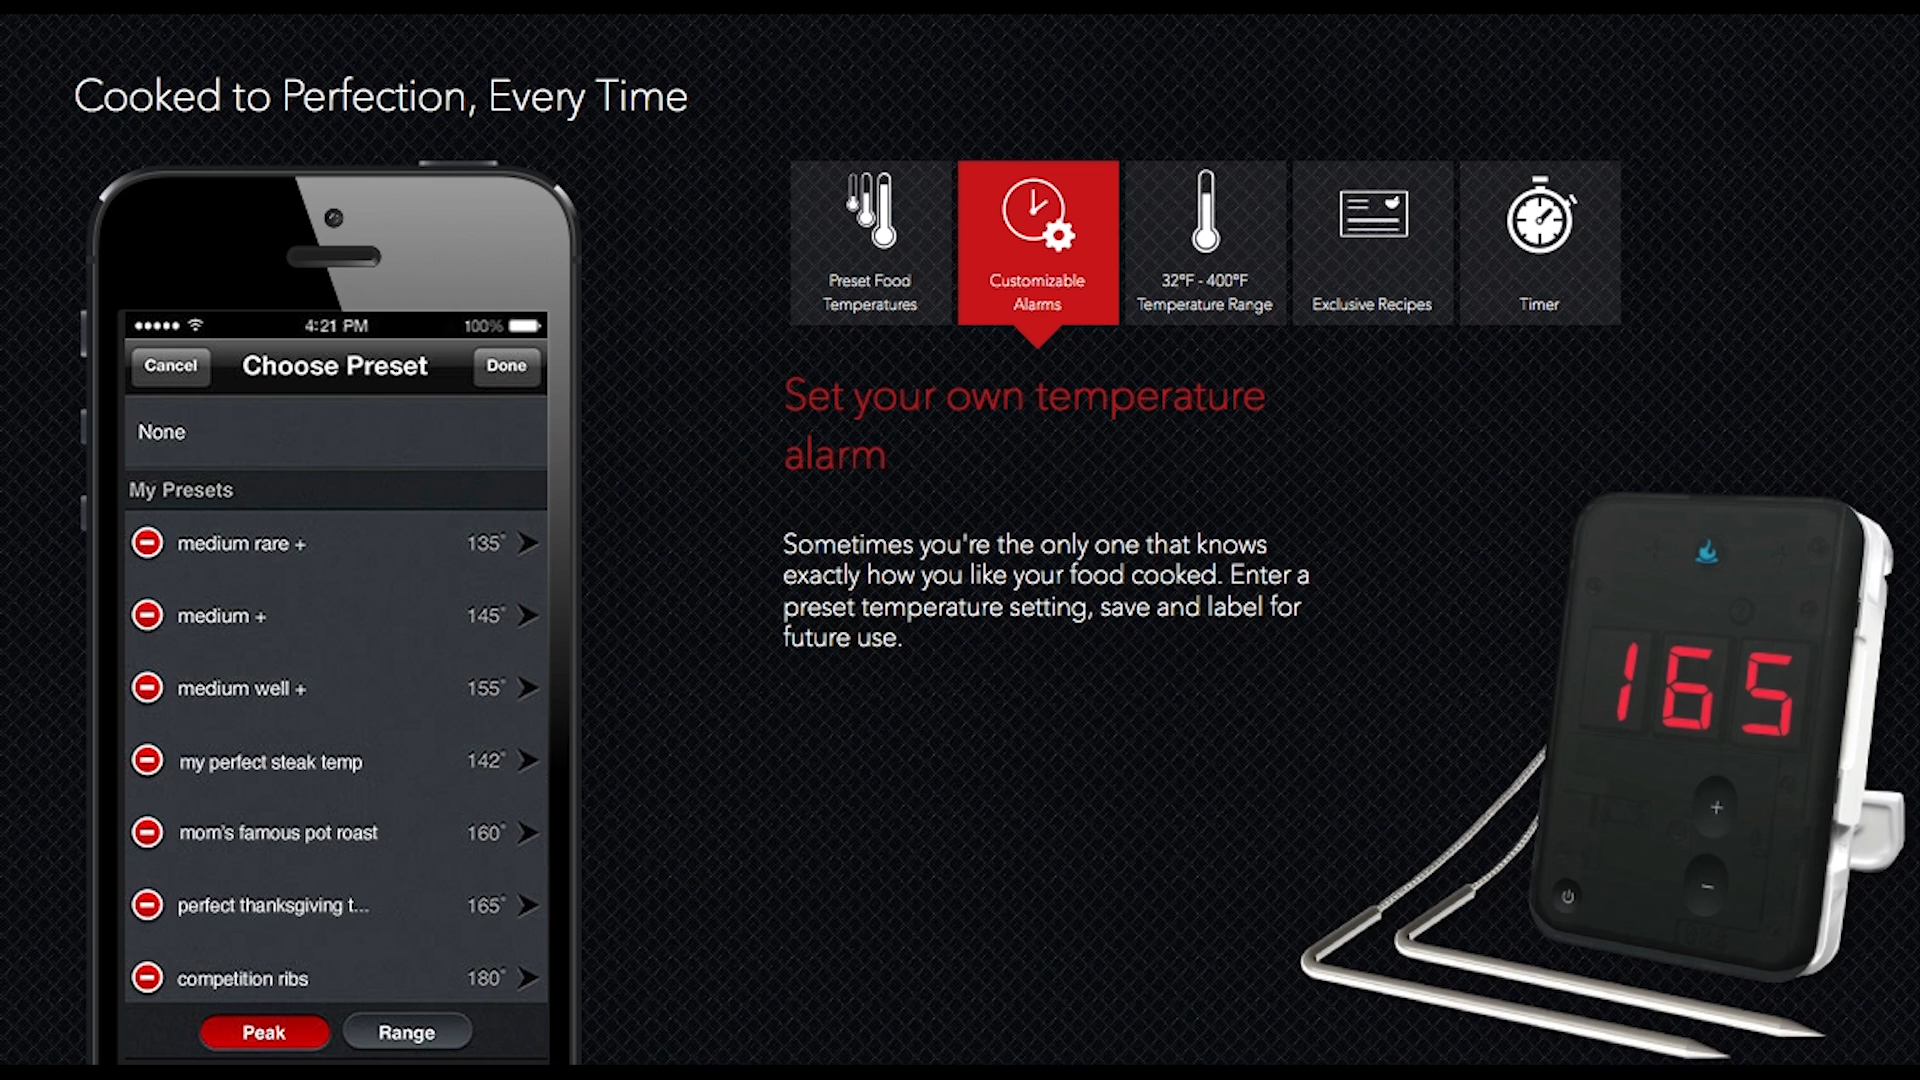 Cooked to Perfection, Every Time
4:21 PM
100%
Cancel
Choose Preset
Done
None
My Presets
medium rare + 135°
medium + 145°
medium well + 155°
my perfect steak temp 142°
mom's famous pot roast 160°
perfect thanksgiving t... 165°
competition ribs 180°
Peak
Range
Preset Food
Temperatures
Customizable
Alarms
32°F - 400°F
Temperature Range
Exclusive Recipes
Timer
Set your own temperature
alarm
Sometimes you're the only one that knows
exactly how you like your food cooked. Enter a
preset temperature setting, save and label for
future use.
165
+
−